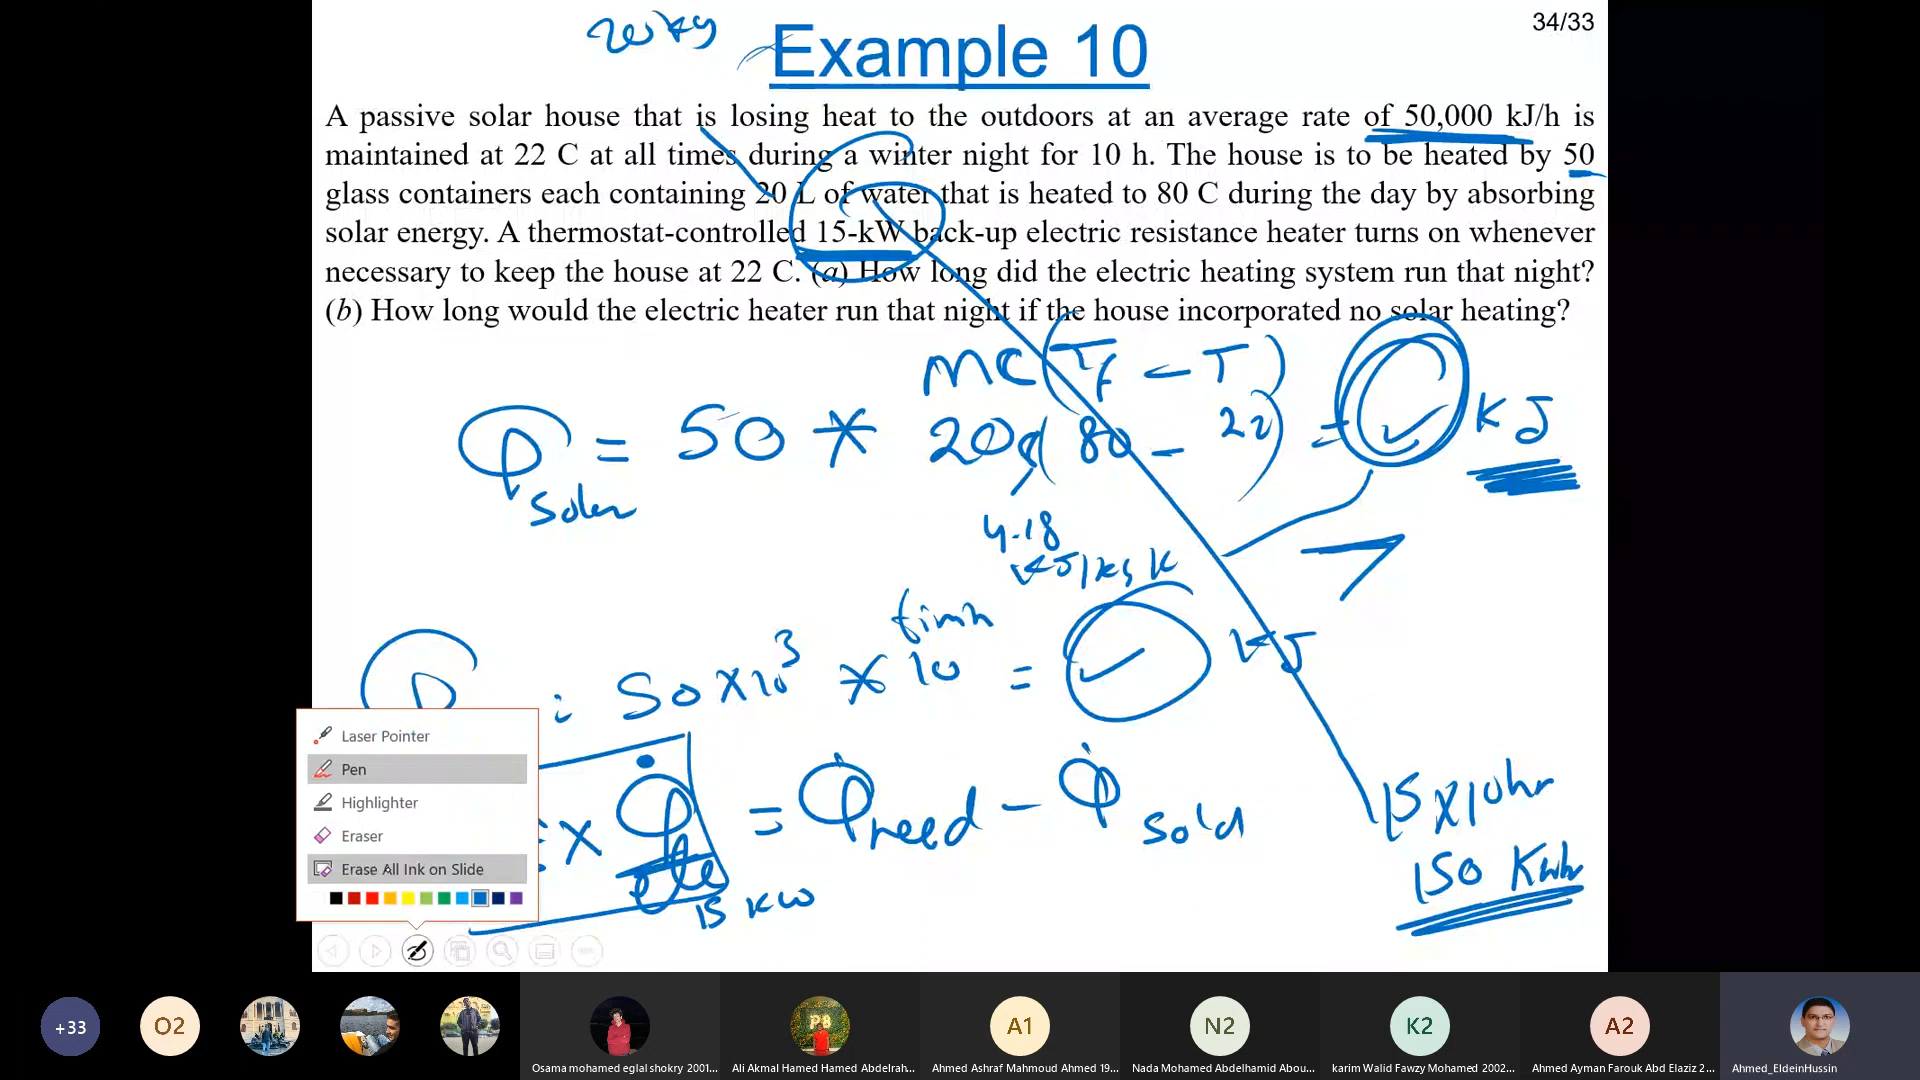 20 kg
Example 10
34/33
A passive solar house that is losing heat to the outdoors at an average rate of 50,000 kJ/h is
maintained at 22 C at all times during a winter night for 10 h. The house is to be heated by 50
glass containers each containing 20 L of water that is heated to 80 C during the day by absorbing
solar energy. A thermostat-controlled 15-kW back-up electric resistance heater turns on whenever
necessary to keep the house at 22 C. (a) How long did the electric heating system run that night?
(b) How long would the electric heater run that night if the house incorporated no solar heating?
MC(Tf - T)
Q = 50 * 20 (80 - 22) = ✓ KJ
solar
4.18
KJ/kg K
: 50 x 10³ * 10 = ✓ KJ
x Q = Q need - Q
ele
15 kW
15 x 10 hr
150 Kwhr
Laser Pointer
Pen
Highlighter
Eraser
Erase All Ink on Slide
+33
O2
P8
A1
N2
K2
A2
Osama mohamed eglal shokry 2001...
Ali Akmal Hamed Hamed Abdelrah...
Ahmed Ashraf Mahmoud Ahmed 19...
Nada Mohamed Abdelhamid Abou...
karim Walid Fawzy Mohamed 2002...
Ahmed Ayman Farouk Abd Elaziz 2...
Ahmed_EldeinHussin